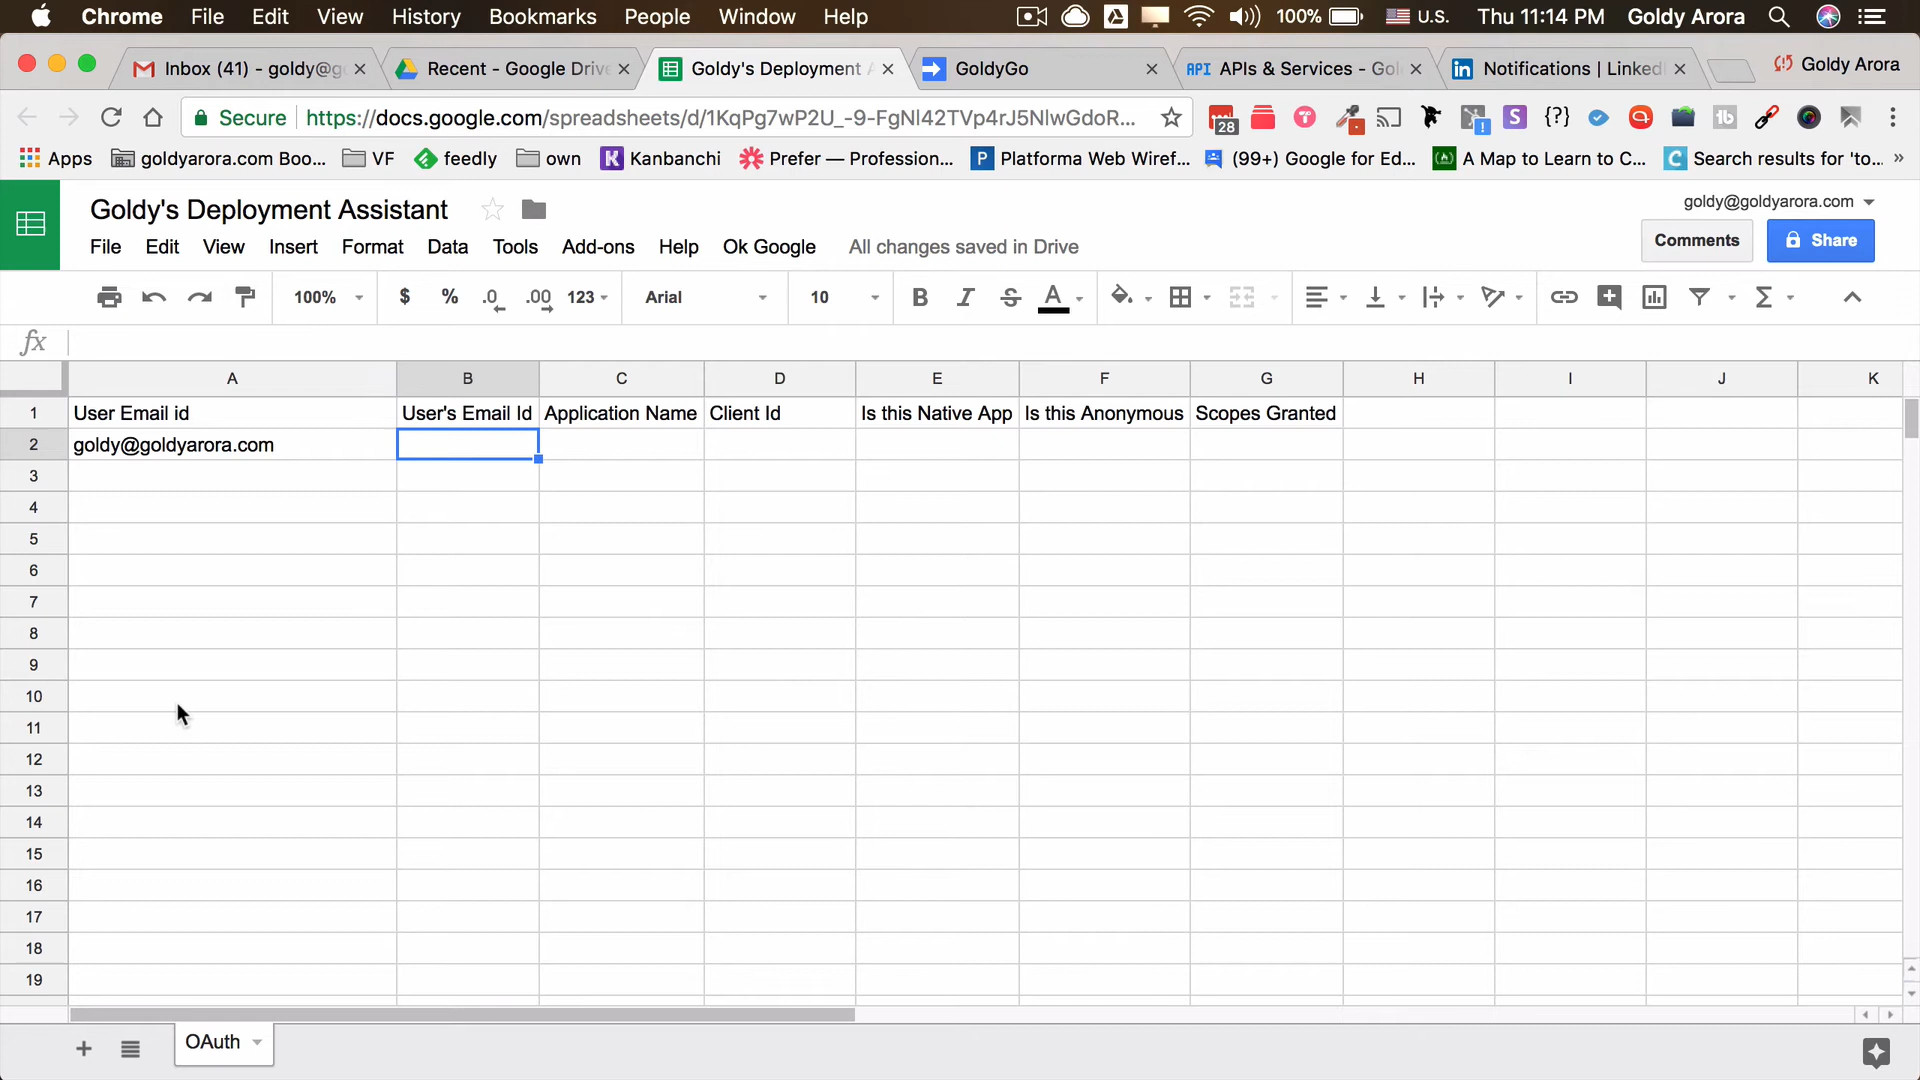 Chrome File Edit View History Bookmarks People Window Help 100% U.S. Thu 11:14 PM Goldy Arora
Inbox (41) - goldy@g Recent - Google Drive Goldy's Deployment A GoldyGo API APIs & Services - Gol in Notifications | LinkedI Goldy Arora
Secure https://docs.google.com/spreadsheets/d/1KqPg7wP2U_-9-FgNl42TVp4rJ5NlwGdoR... 28 S {?} tb
Apps goldyarora.com Boo... VF feedly own K Kanbanchi Prefer — Profession... P Platforma Web Wiref... (99+) Google for Ed... A Map to Learn to C... C Search results for 'to... »
Goldy's Deployment Assistant goldy@goldyarora.com
File Edit View Insert Format Data Tools Add-ons Help Ok Google All changes saved in Drive Comments Share
100% $ % .0 .00 123 Arial 10 B I S A Σ
fx
A B C D E F G H I J K
1 User Email id User's Email Id Application Name Client Id Is this Native App Is this Anonymous Scopes Granted
2 goldy@goldyarora.com
3
4
5
6
7
8
9
10
11
12
13
14
15
16
17
18
19
+ OAuth